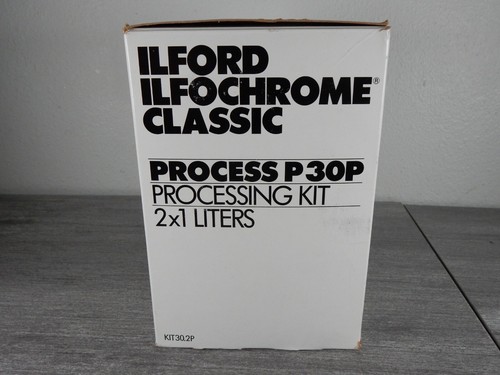 ILFORD
ILFOCHROME®
CLASSIC
PROCESS P30P
PROCESSING KIT
2x1 LITERS
KIT30.2P